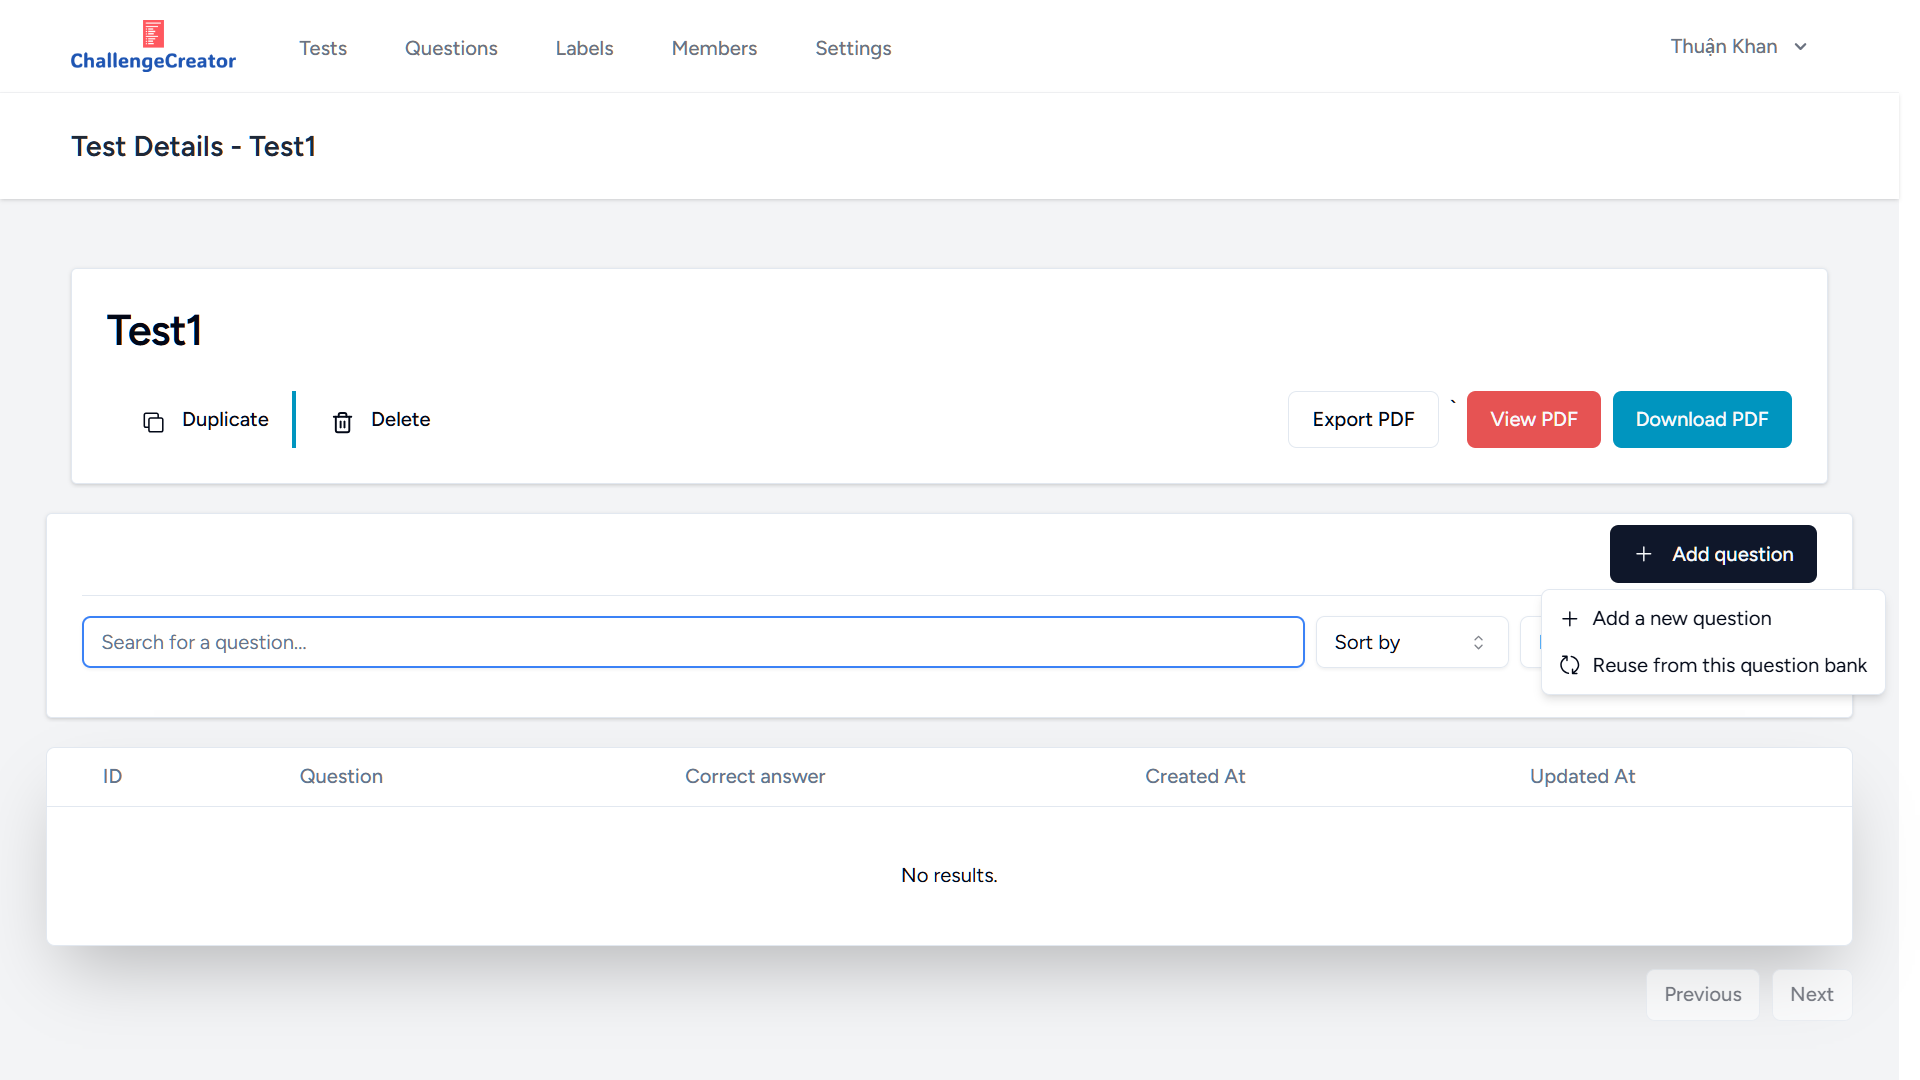 ChallengeCreator
Tests
Questions
Labels
Members
Settings
Thuận Khan
Test Details - Test1
Test1
Duplicate
Delete
Export PDF
`
View PDF
Download PDF
Add question
Add a new question
Reuse from this question bank
Search for a question...
Sort by
ID
Question
Correct answer
Created At
Updated At
No results.
Previous
Next